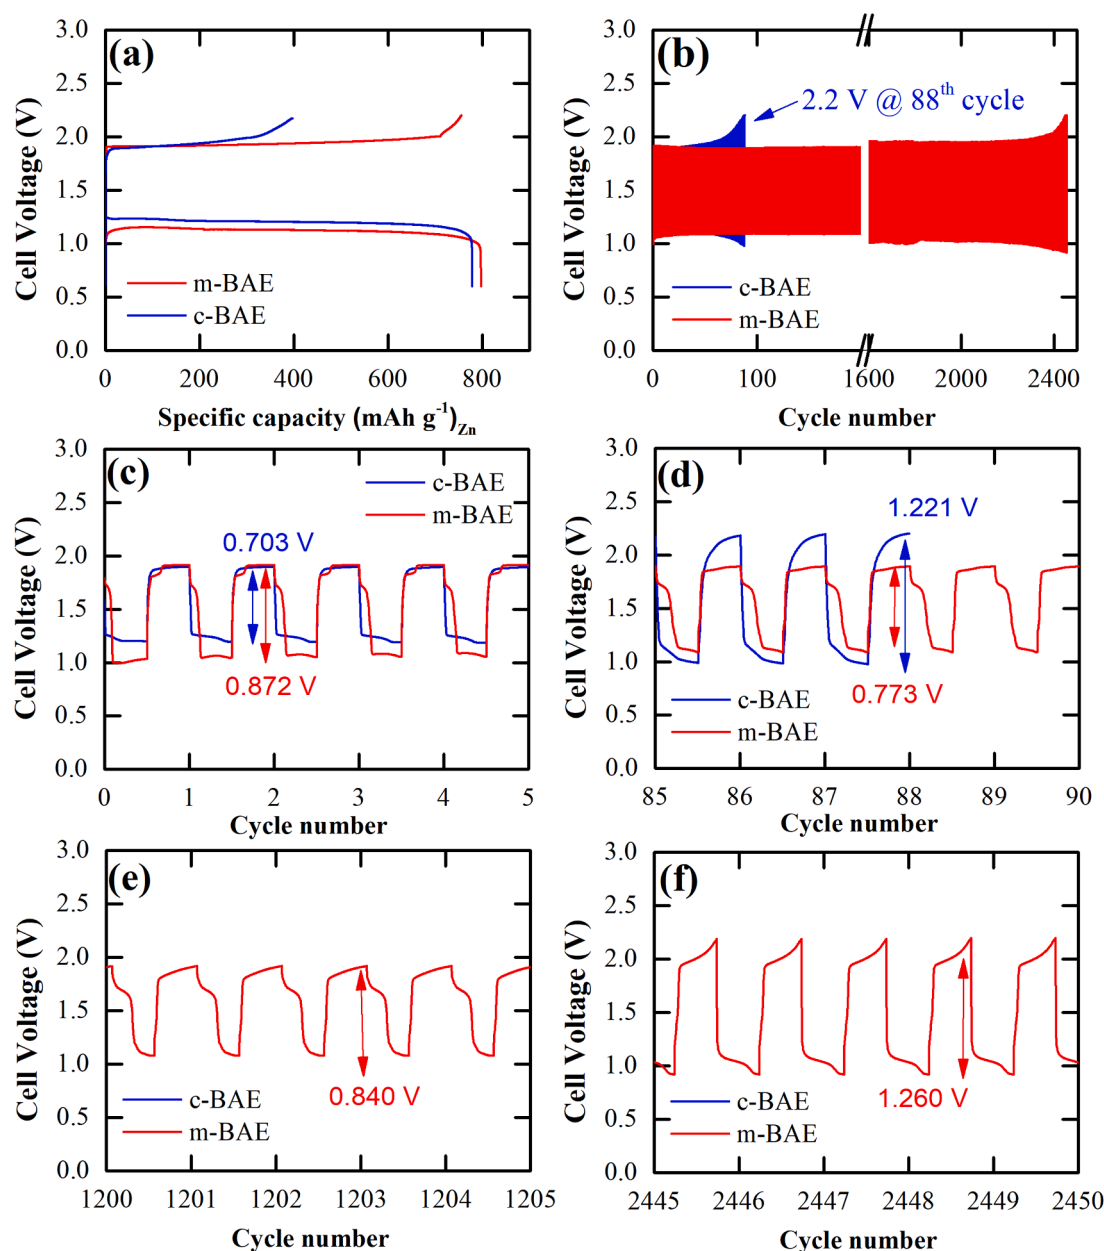 (a)
3.0
2.5
2.0
1.5
1.0
0.5
0.0
Cell Voltage (V)
m-BAE
c-BAE
0 200 400 600 800
Specific capacity (mAh g⁻¹)Zn
(b)
3.0
2.5
2.0
1.5
1.0
0.5
0.0
Cell Voltage (V)
2.2 V @ 88th cycle
c-BAE
m-BAE
0 100 1600 2000 2400
Cycle number
(c)
3.0
2.5
2.0
1.5
1.0
0.5
0.0
Cell Voltage (V)
c-BAE
m-BAE
0.703 V
0.872 V
0 1 2 3 4 5
Cycle number
(d)
3.0
2.5
2.0
1.5
1.0
0.5
0.0
Cell Voltage (V)
1.221 V
0.773 V
c-BAE
m-BAE
85 86 87 88 89 90
Cycle number
(e)
3.0
2.5
2.0
1.5
1.0
0.5
0.0
Cell Voltage (V)
0.840 V
c-BAE
m-BAE
1200 1201 1202 1203 1204 1205
Cycle number
(f)
3.0
2.5
2.0
1.5
1.0
0.5
0.0
Cell Voltage (V)
1.260 V
c-BAE
m-BAE
2445 2446 2447 2448 2449 2450
Cycle number